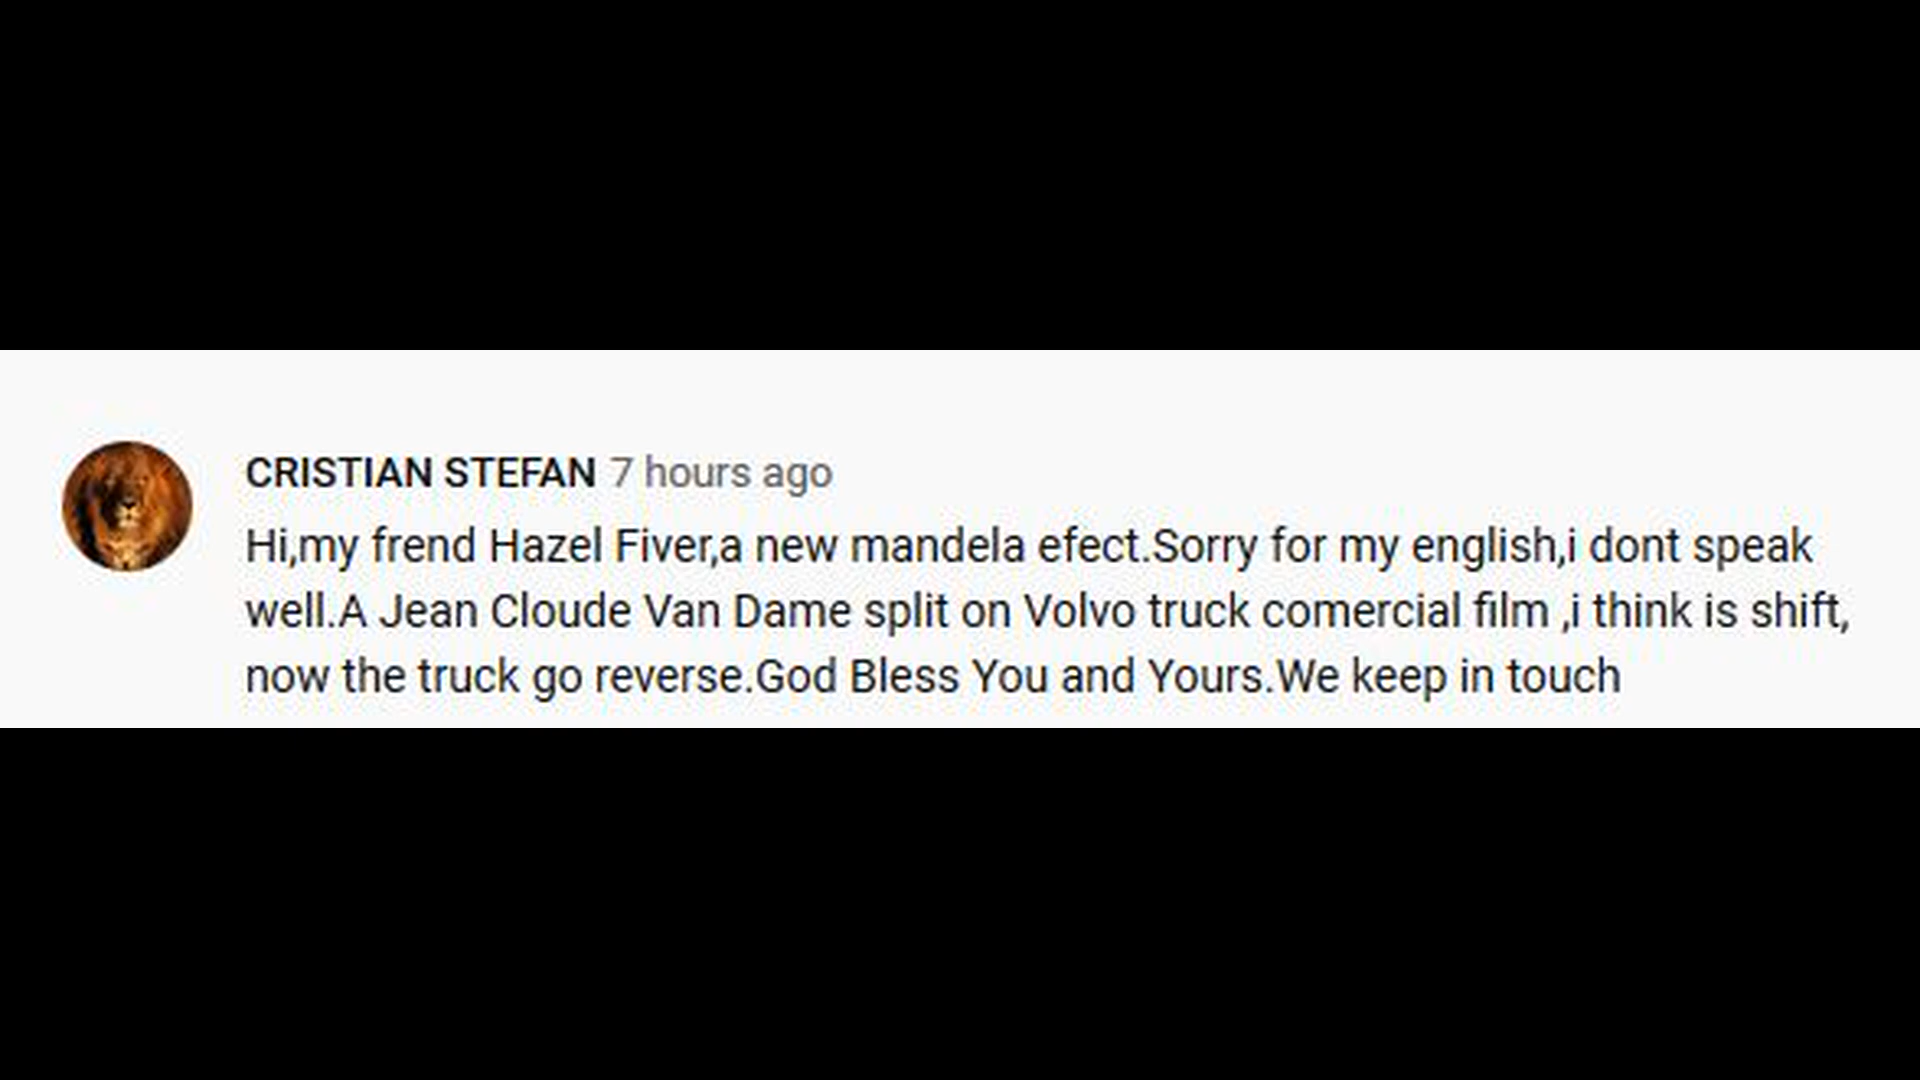 CRISTIAN STEFAN 7 hours ago
Hi,my frend Hazel Fiver,a new mandela efect.Sorry for my english,i dont speak
well.A Jean Cloude Van Dame split on Volvo truck comercial film ,i think is shift,
now the truck go reverse.God Bless You and Yours.We keep in touch